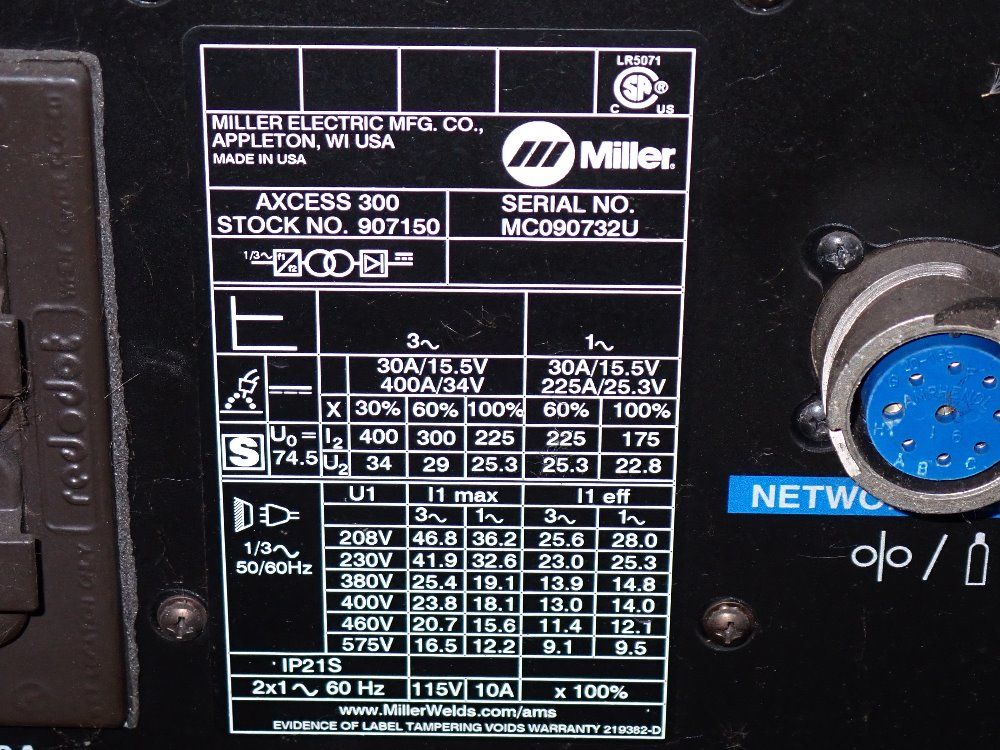 LR5071
CSA ®
C US
MILLER ELECTRIC MFG. CO.,
APPLETON, WI USA
MADE IN USA
Miller.
AXCESS 300
STOCK NO. 907150
SERIAL NO.
MC090732U
1/3~ f1 f2
3~ 1~
30A/15.5V 30A/15.5V
400A/34V 225A/25.3V
X 30% 60% 100% 60% 100%
S U0 = 74.5 I2 400 300 225 225 175
U2 34 29 25.3 25.3 22.8
U1 I1 max I1 eff
3~ 1~ 3~ 1~
1/3~
50/60Hz
208V 46.8 36.2 25.6 28.0
230V 41.9 32.6 23.0 25.3
380V 25.4 19.1 13.9 14.8
400V 23.8 18.1 13.0 14.0
460V 20.7 15.6 11.4 12.1
575V 16.5 12.2 9.1 9.5
IP21S
2x1~ 60 Hz 115V 10A x 100%
www.MillerWelds.com/ams
EVIDENCE OF LABEL TAMPERING VOIDS WARRANTY 219362-D
red dot
A B C